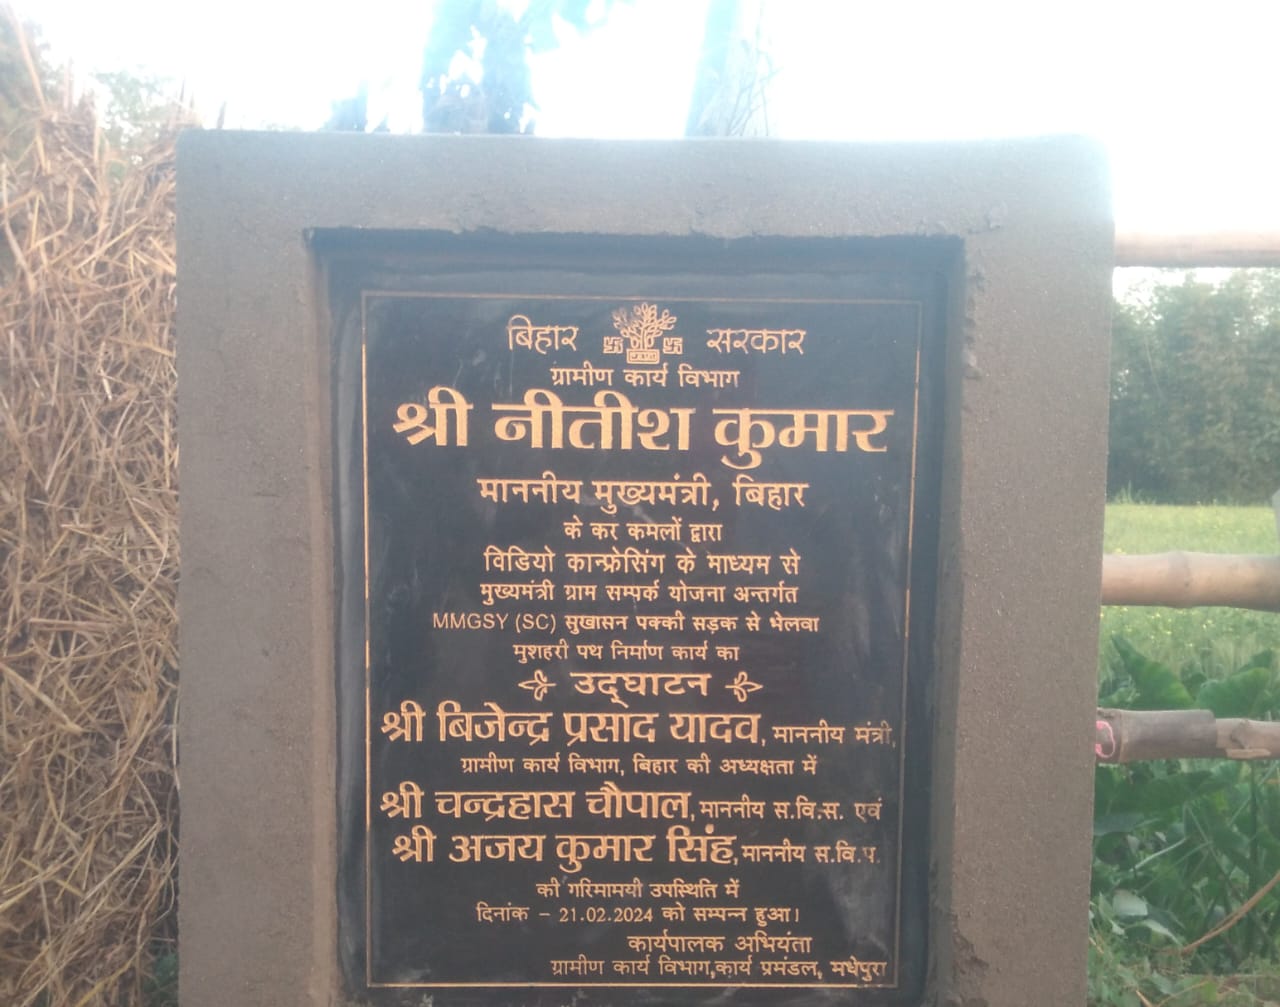 बिहार सरकार
ग्रामीण कार्य विभाग
श्री नीतीश कुमार
माननीय मुख्यमंत्री, बिहार
के कर कमलों द्वारा
विडियो कान्फ्रेसिंग के माध्यम से
मुख्यमंत्री ग्राम सम्पर्क योजना अन्तर्गत
MMGSY (SC) सुखासन पक्की सड़क से भेलवा
मुशहरी पथ निर्माण कार्य का
उद्घाटन
श्री बिजेन्द्र प्रसाद यादव, माननीय मंत्री,
ग्रामीण कार्य विभाग, बिहार की अध्यक्षता में
श्री चन्द्रहास चौपाल, माननीय स.वि.स. एवं
श्री अजय कुमार सिंह, माननीय स.वि.प.
की गरिमामयी उपस्थिति में
दिनांक - 21.02.2024 को सम्पन्न हुआ।
कार्यपालक अभियंता
ग्रामीण कार्य विभाग, कार्य प्रमंडल, मधेपुरा